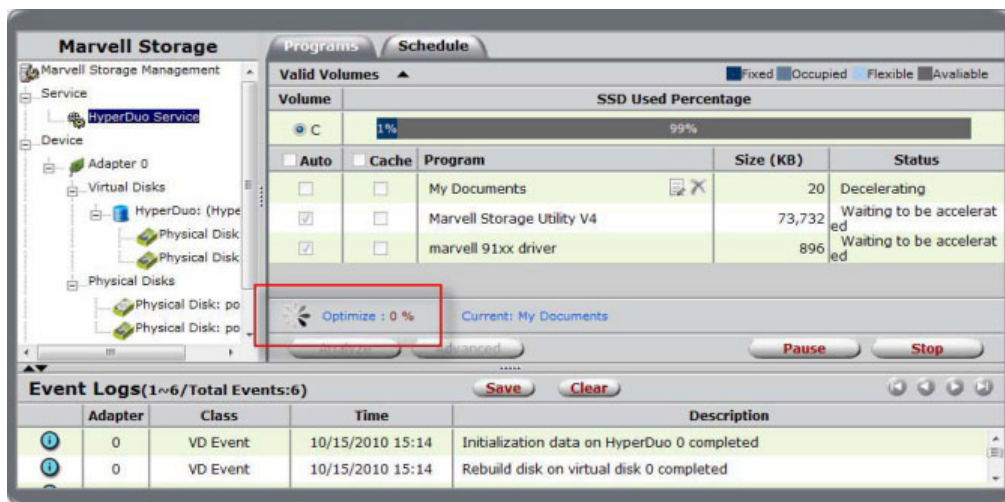 Marvell Storage
Programs
Schedule
Marvell Storage Management
Service
HyperDuo Service
Device
Adapter 0
Virtual Disks
HyperDuo: (Hype
Physical Disk
Physical Disk
Physical Disks
Physical Disk: po
Physical Disk: po
Valid Volumes
Fixed Occupied Flexible Avaliable
Volume SSD Used Percentage
C 1% 99%
Auto Cache Program Size (KB) Status
My Documents 20 Decelerating
Marvell Storage Utility V4 73,732 Waiting to be accelerat
ed
marvell 91xx driver 896 Waiting to be accelerat
ed
Optimize : 0 % Current: My Documents
Analyze Advanced Pause Stop
Event Logs(1~6/Total Events:6) Save Clear
Adapter Class Time Description
0 VD Event 10/15/2010 15:14 Initialization data on HyperDuo 0 completed
0 VD Event 10/15/2010 15:14 Rebuild disk on virtual disk 0 completed